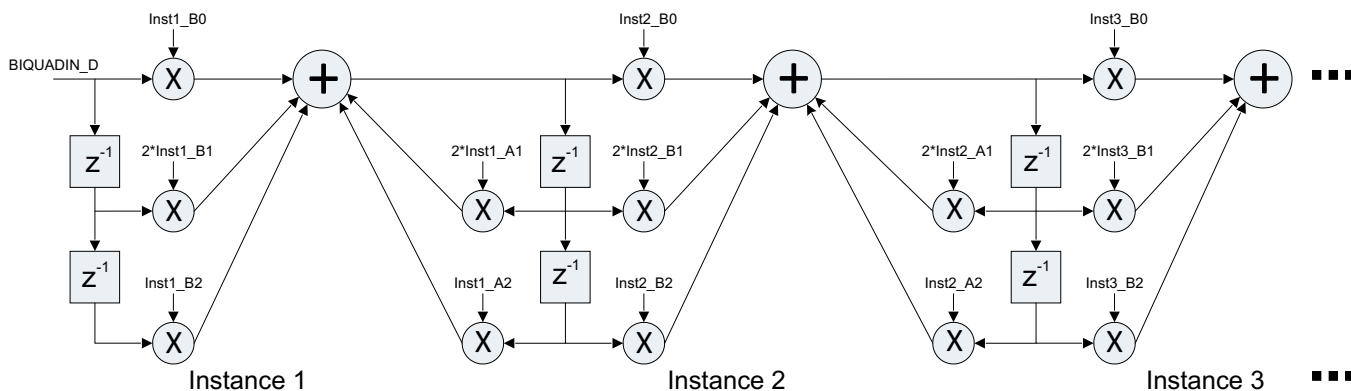 Inst1_B0
Inst2_B0
Inst3_B0
BIQUADIN_D
X
+
X
+
X
+
2*Inst1_B1
2*Inst1_A1
2*Inst2_B1
2*Inst2_A1
2*Inst3_B1
z-1
z-1
z-1
X
X
X
X
X
z-1
z-1
z-1
Inst1_B2
Inst1_A2
Inst2_B2
Inst2_A2
Inst3_B2
X
X
X
X
X
Instance 1
Instance 2
Instance 3